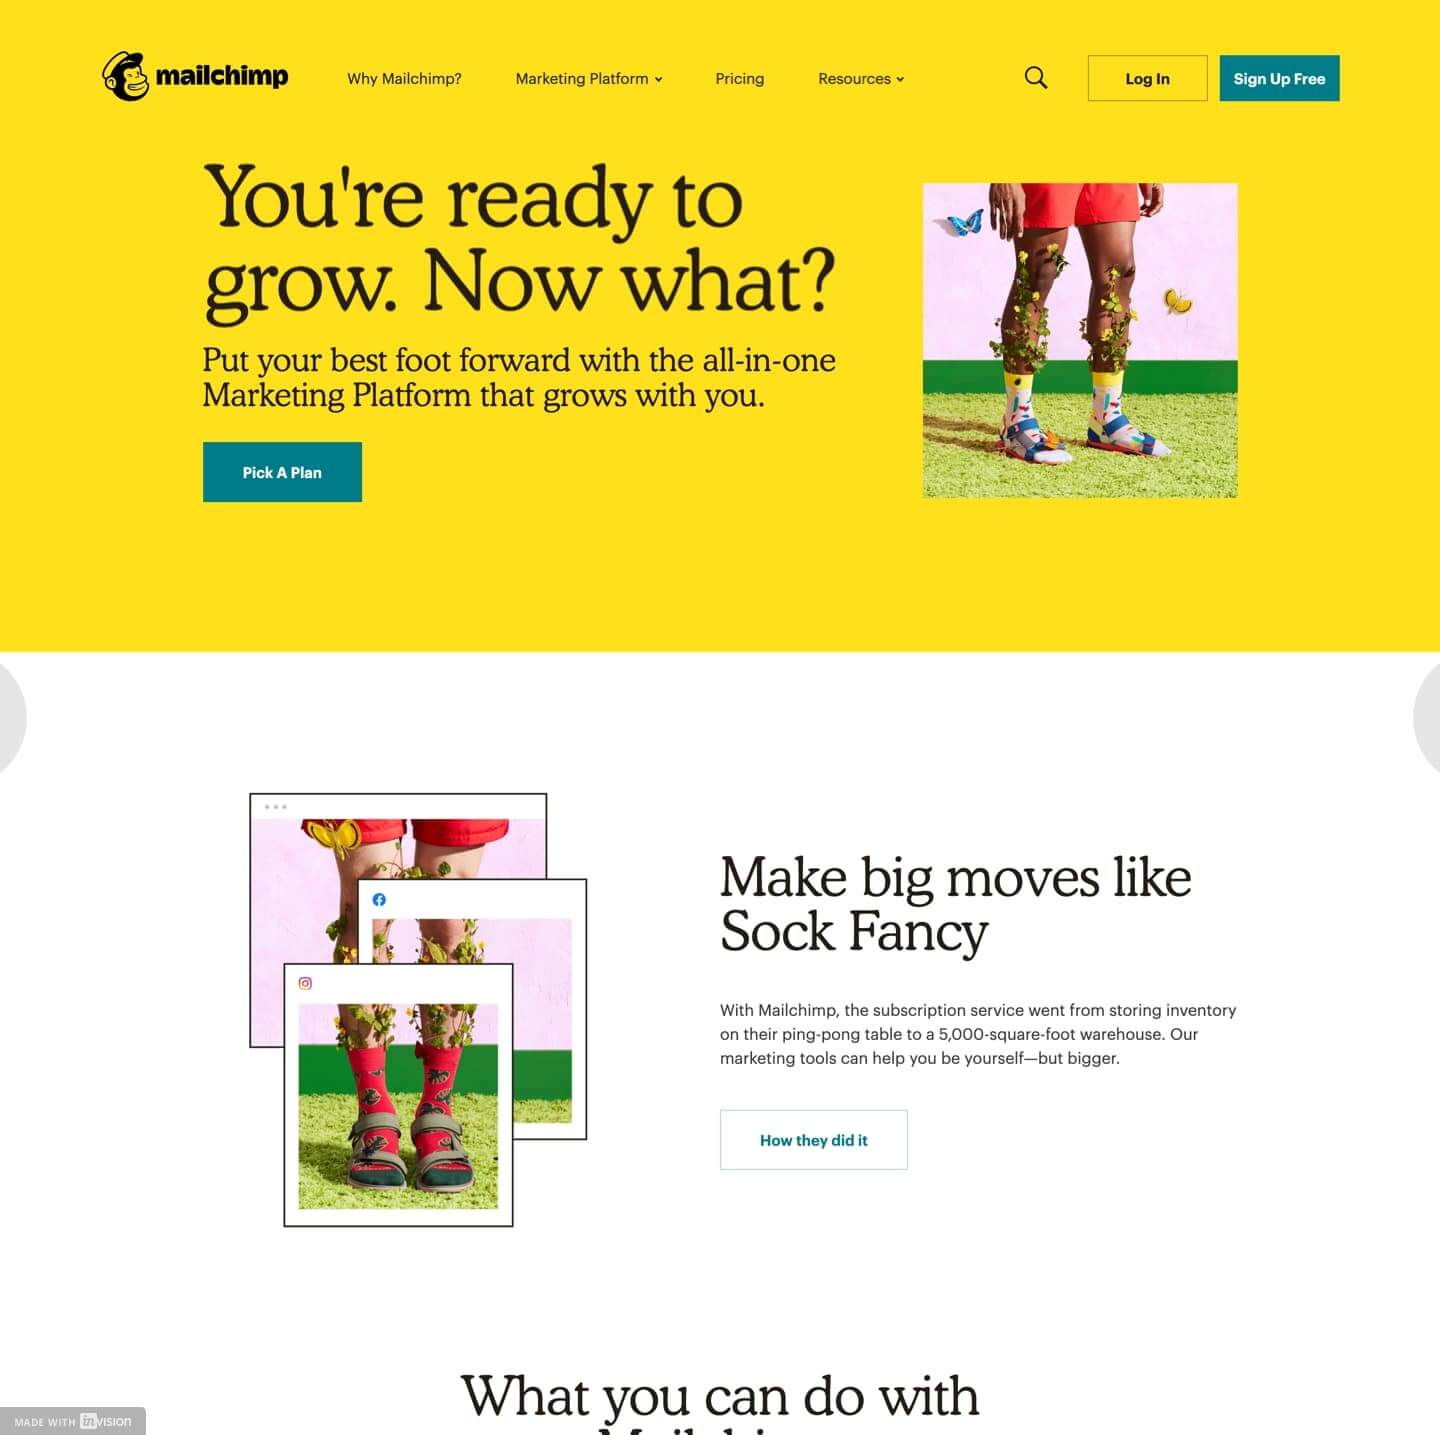 mailchimp
Why Mailchimp?
Marketing Platform
Pricing
Resources
Log In
Sign Up Free
You're ready to
grow. Now what?
Put your best foot forward with the all-in-one
Marketing Platform that grows with you.
Pick A Plan
Make big moves like
Sock Fancy
With Mailchimp, the subscription service went from storing inventory
on their ping-pong table to a 5,000-square-foot warehouse. Our
marketing tools can help you be yourself—but bigger.
How they did it
What you can do with
MADE WITH invision